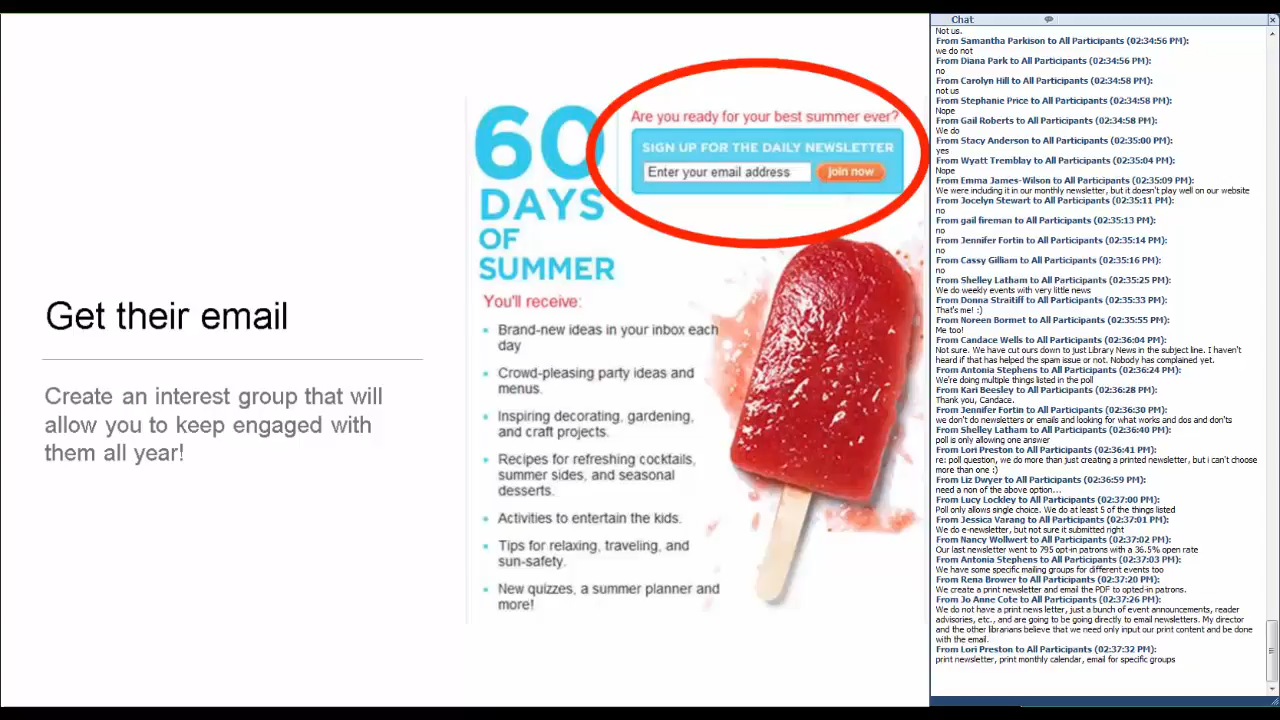 Get their email
Create an interest group that will
allow you to keep engaged with
them all year!
60
DAYS
OF
SUMMER
Are you ready for your best summer ever?
SIGN UP FOR THE DAILY NEWSLETTER
Enter your email address
join now
You'll receive:
Brand-new ideas in your inbox each
day
Crowd-pleasing party ideas and
menus.
Inspiring decorating, gardening,
and craft projects.
Recipes for refreshing cocktails,
summer sides, and seasonal
desserts.
Activities to entertain the kids.
Tips for relaxing, traveling, and
sun-safety.
New quizzes, a summer planner and
more!
Chat
Not us.
From Samantha Parkison to All Participants (02:34:56 PM):
we do not
From Diana Park to All Participants (02:34:56 PM):
no
From Carolyn Hill to All Participants (02:34:58 PM):
not us
From Stephanie Price to All Participants (02:34:58 PM):
Nope
From Gail Roberts to All Participants (02:34:58 PM):
We do
From Stacy Anderson to All Participants (02:35:00 PM):
yes
From Wyatt Tremblay to All Participants (02:35:04 PM):
Nope
From Emma James-Wilson to All Participants (02:35:09 PM):
We were including it in our monthly newsletter, but it doesn't play well on our website
From Jocelyn Stewart to All Participants (02:35:11 PM):
no
From gail fireman to All Participants (02:35:13 PM):
no
From Jennifer Fortin to All Participants (02:35:14 PM):
no
From Cassy Gilliam to All Participants (02:35:16 PM):
no
From Shelley Latham to All Participants (02:35:25 PM):
We do weekly events with very little news
From Donna Straitiff to All Participants (02:35:33 PM):
That's me! :)
From Noreen Bormet to All Participants (02:35:55 PM):
Me too!
From Candace Wells to All Participants (02:36:04 PM):
Not sure. We have cut ours down to just Library News in the subject line. I haven't
heard if that has helped the spam issue or not. Nobody has complained yet.
From Antonia Stephens to All Participants (02:36:24 PM):
We're doing multiple things listed in the poll
From Kari Beesley to All Participants (02:36:28 PM):
Thank you, Candace.
From Jennifer Fortin to All Participants (02:36:30 PM):
we don't do newsletters or emails and looking for what works and dos and don'ts
From Shelley Latham to All Participants (02:36:40 PM):
poll is only allowing one answer
From Lori Preston to All Participants (02:36:41 PM):
re: poll question, we do more than just creating a printed newsletter, but i can't choose
more than one :)
From Liz Dwyer to All Participants (02:36:59 PM):
need a non of the above option...
From Lucy Lockley to All Participants (02:37:00 PM):
Poll only allows single choice. We do at least 5 of the things listed
From Jessica Varang to All Participants (02:37:01 PM):
We do e-newsletter, but not sure it submitted right
From Nancy Wollwert to All Participants (02:37:02 PM):
Our last newsletter went to 795 opt-in patrons with a 36.5% open rate
From Antonia Stephens to All Participants (02:37:03 PM):
We have some specific mailing groups for different events too
From Rena Brower to All Participants (02:37:20 PM):
We create a print newsletter and email the PDF to opted-in patrons.
From Jo Anne Cote to All Participants (02:37:26 PM):
We do not have a print news letter, just a bunch of event announcements, reader
advisories, etc., and are going to be going directly to email newsletters. My director
and the other librarians believe that we need only input our print content and be done
with the email.
From Lori Preston to All Participants (02:37:32 PM):
print newsletter, print monthly calendar, email for specific groups